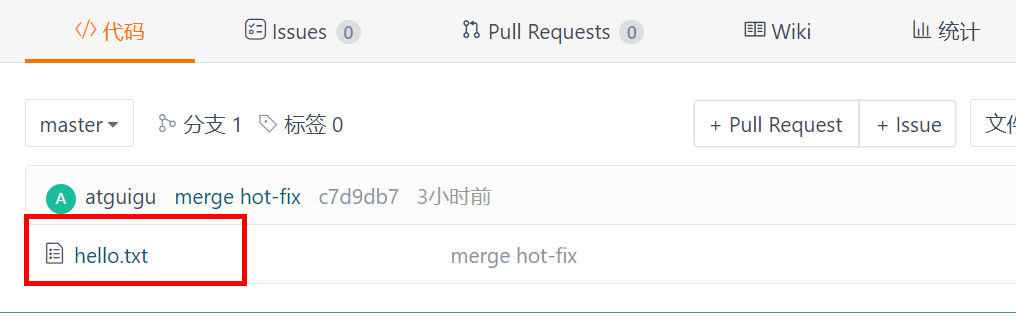 代码 Issues 0 Pull Requests 0 Wiki 统计
master 分支 1 标签 0 + Pull Request + Issue 文件
A atguigu merge hot-fix c7d9db7 3小时前
hello.txt merge hot-fix